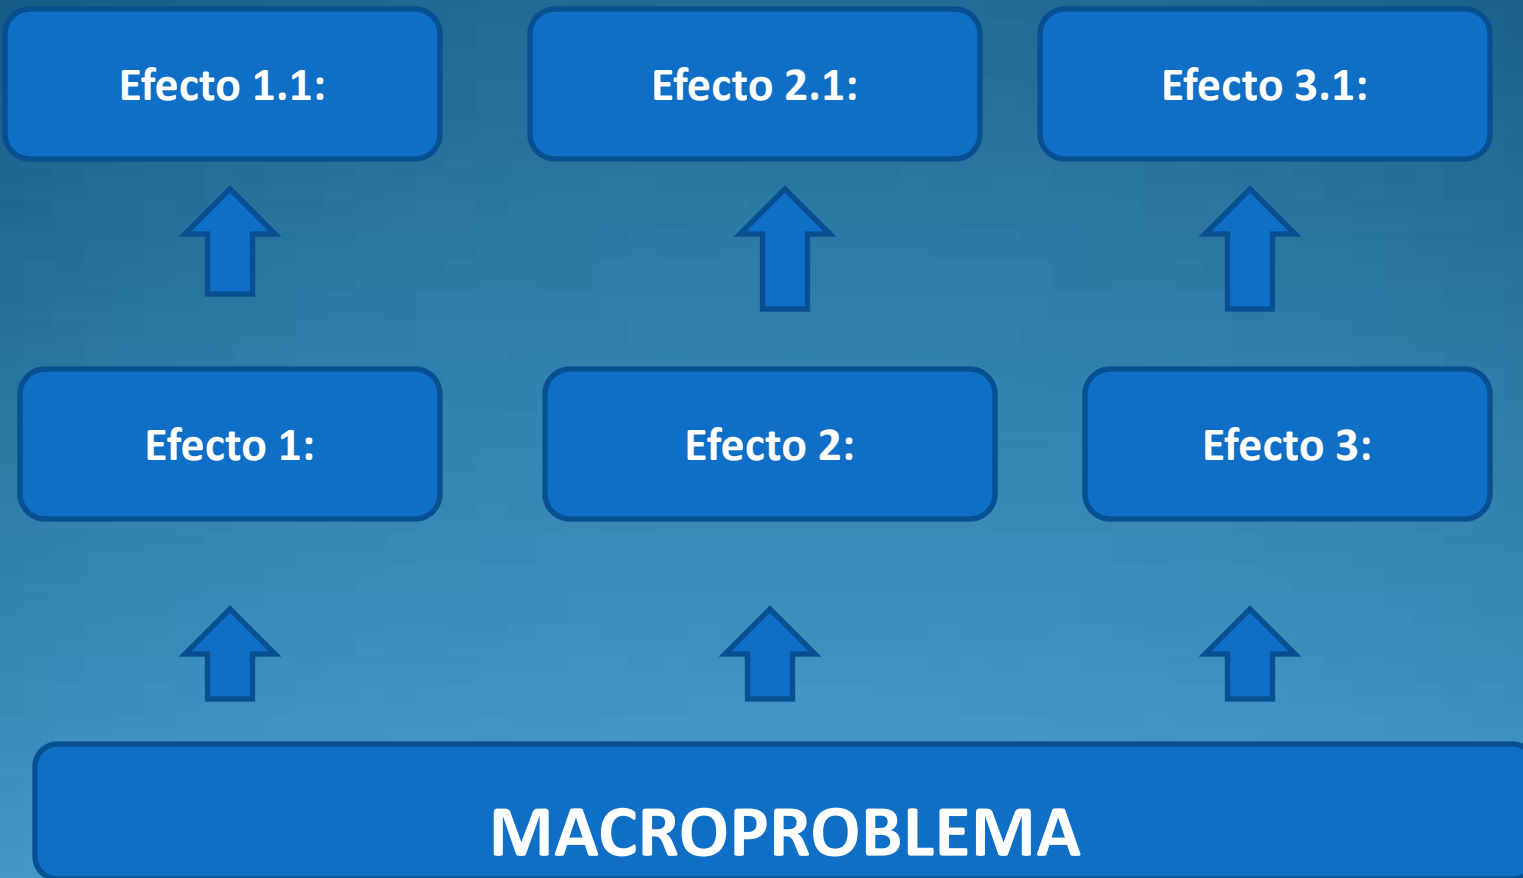 Efecto 1.1:
Efecto 2.1:
Efecto 3.1:
Efecto 1:
Efecto 2:
Efecto 3:
MACROPROBLEMA